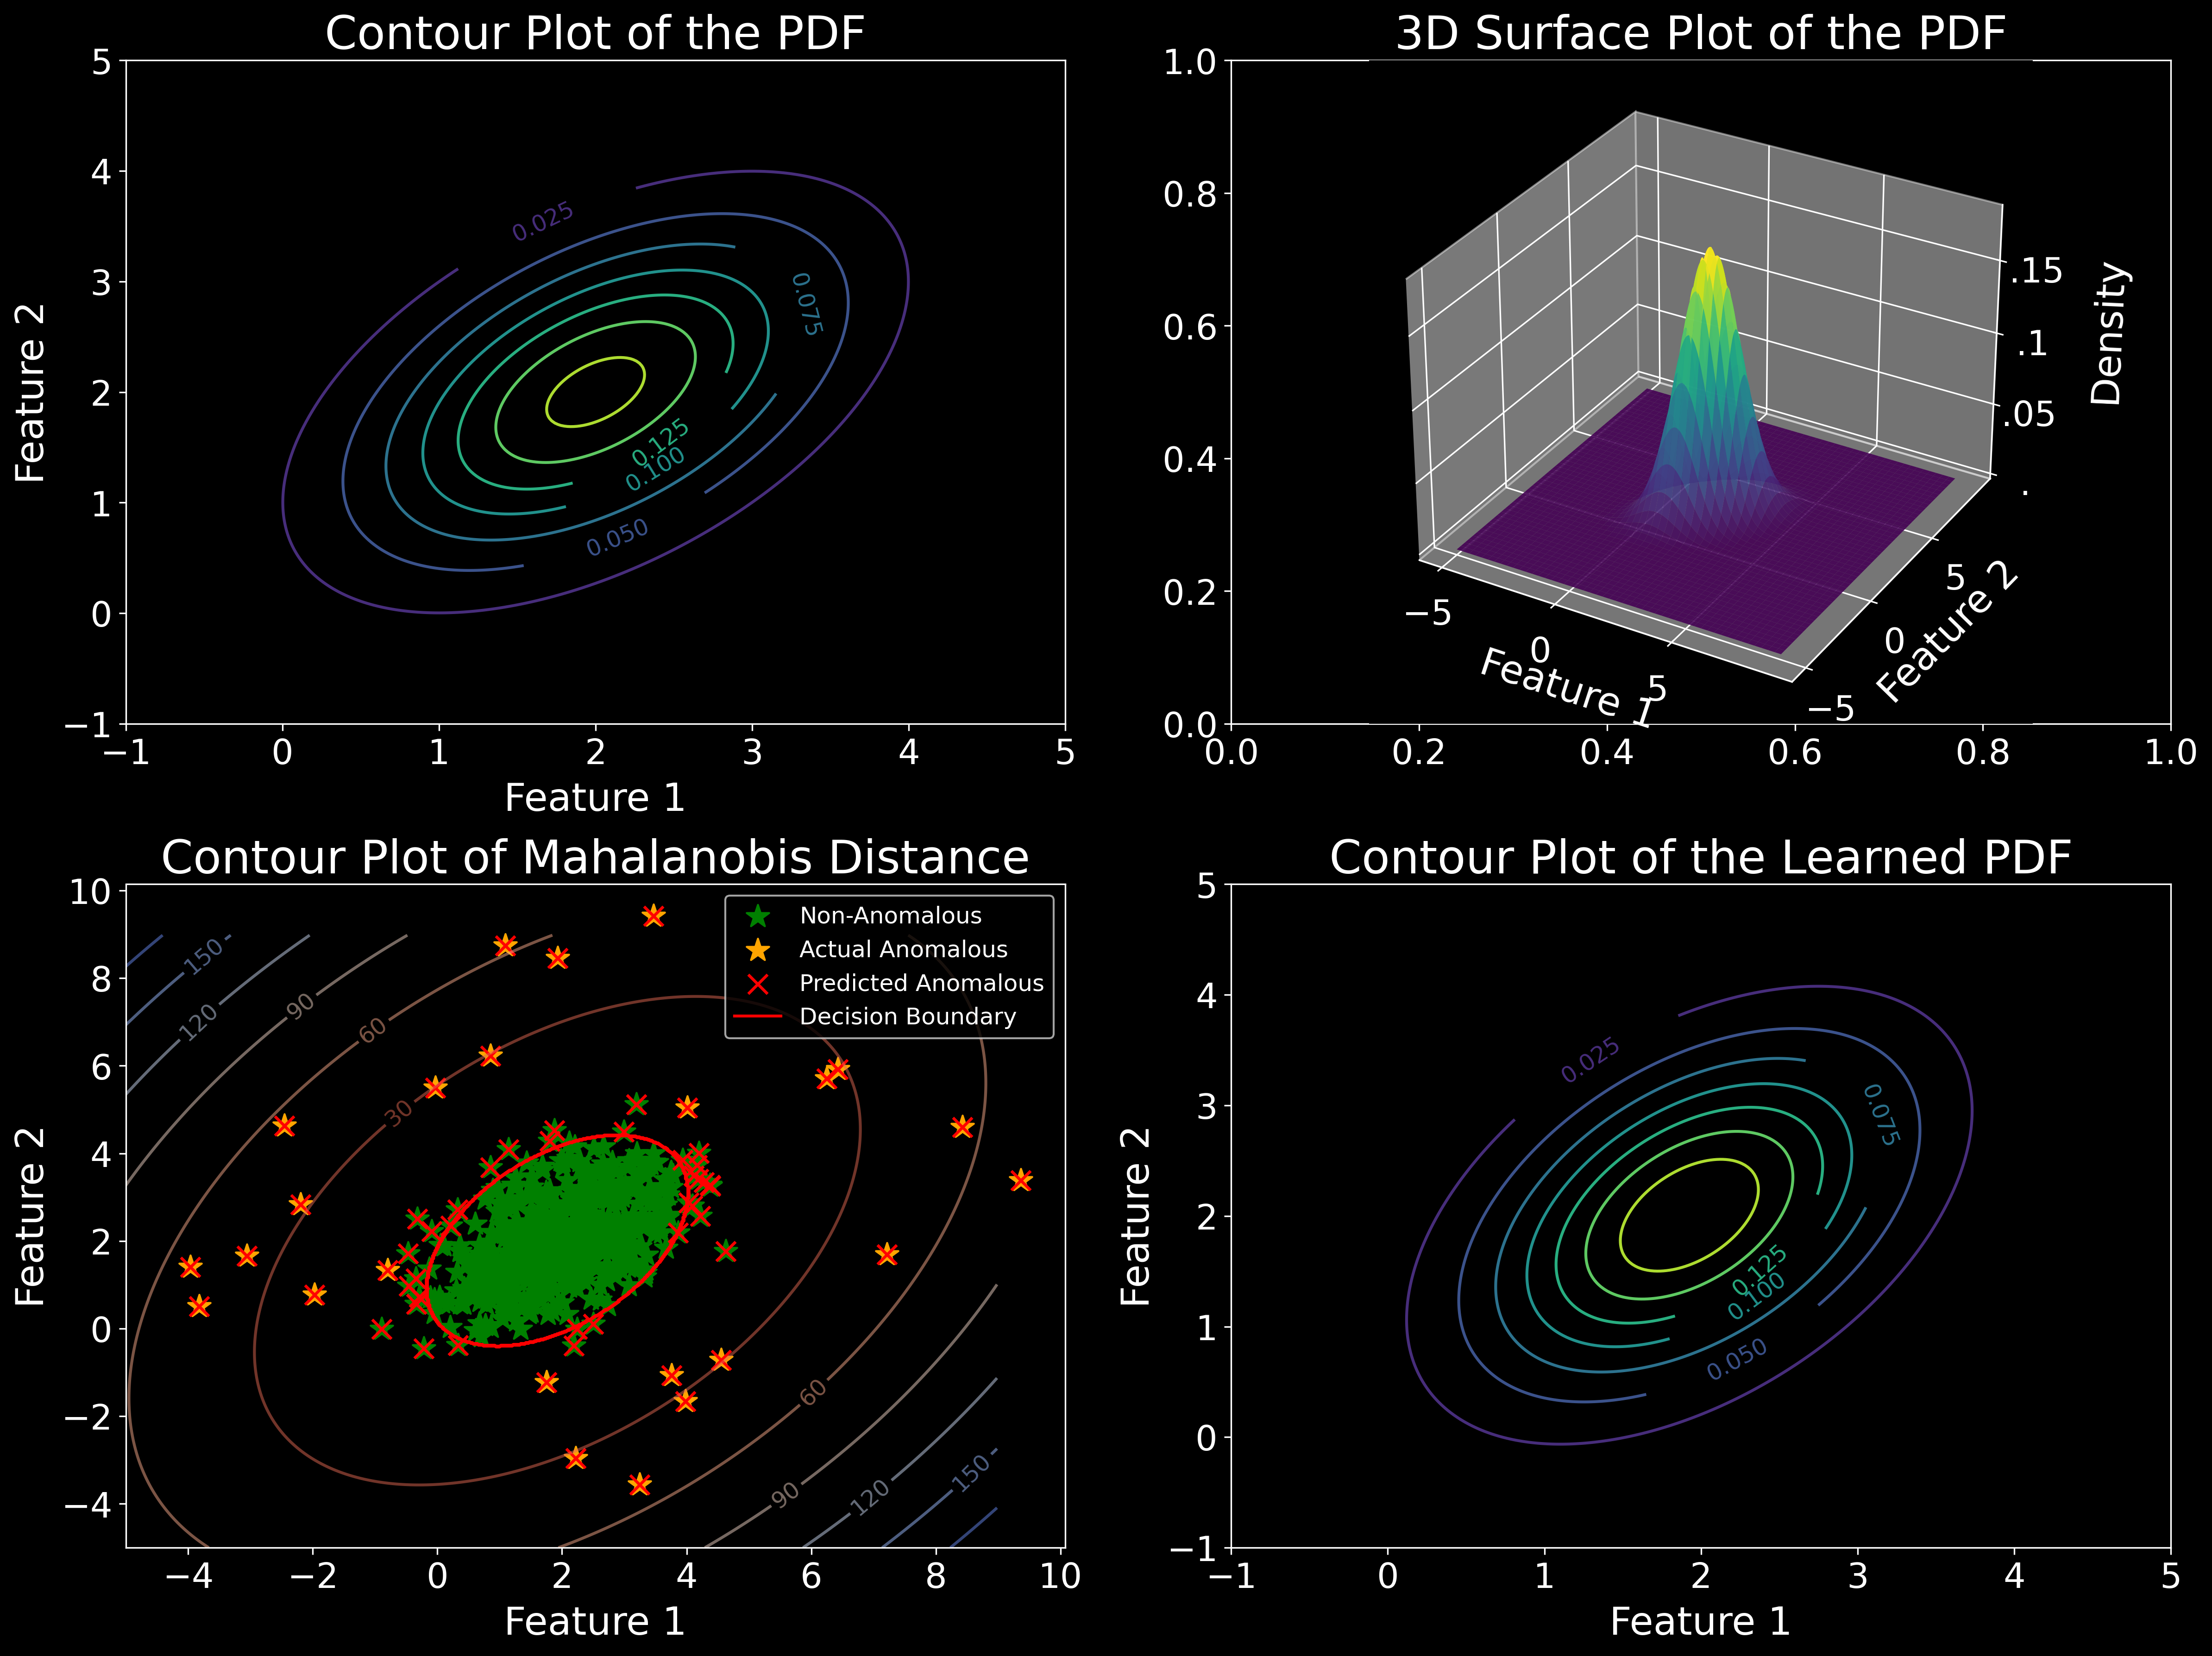 Contour Plot of the PDF
5
4
3
2
1
0
−1
Feature 2
0.025
0.075
0.125
0.100
0.050
−1 0 1 2 3 4 5
Feature 1
3D Surface Plot of the PDF
1.0
0.8
0.6
0.4
0.2
0.0
.15
.1
.05
.
Density
−5 0 5
Feature 1
5
0
−5
Feature 2
0.0 0.2 0.4 0.6 0.8 1.0
Contour Plot of Mahalanobis Distance
10
8
6
4
2
0
−2
−4
Feature 2
Non-Anomalous
Actual Anomalous
Predicted Anomalous
Decision Boundary
150
120
90
60
30
60
90
120
150
−4 −2 0 2 4 6 8 10
Feature 1
Contour Plot of the Learned PDF
5
4
3
2
1
0
−1
Feature 2
0.025
0.075
0.125
0.100
0.050
−1 0 1 2 3 4 5
Feature 1